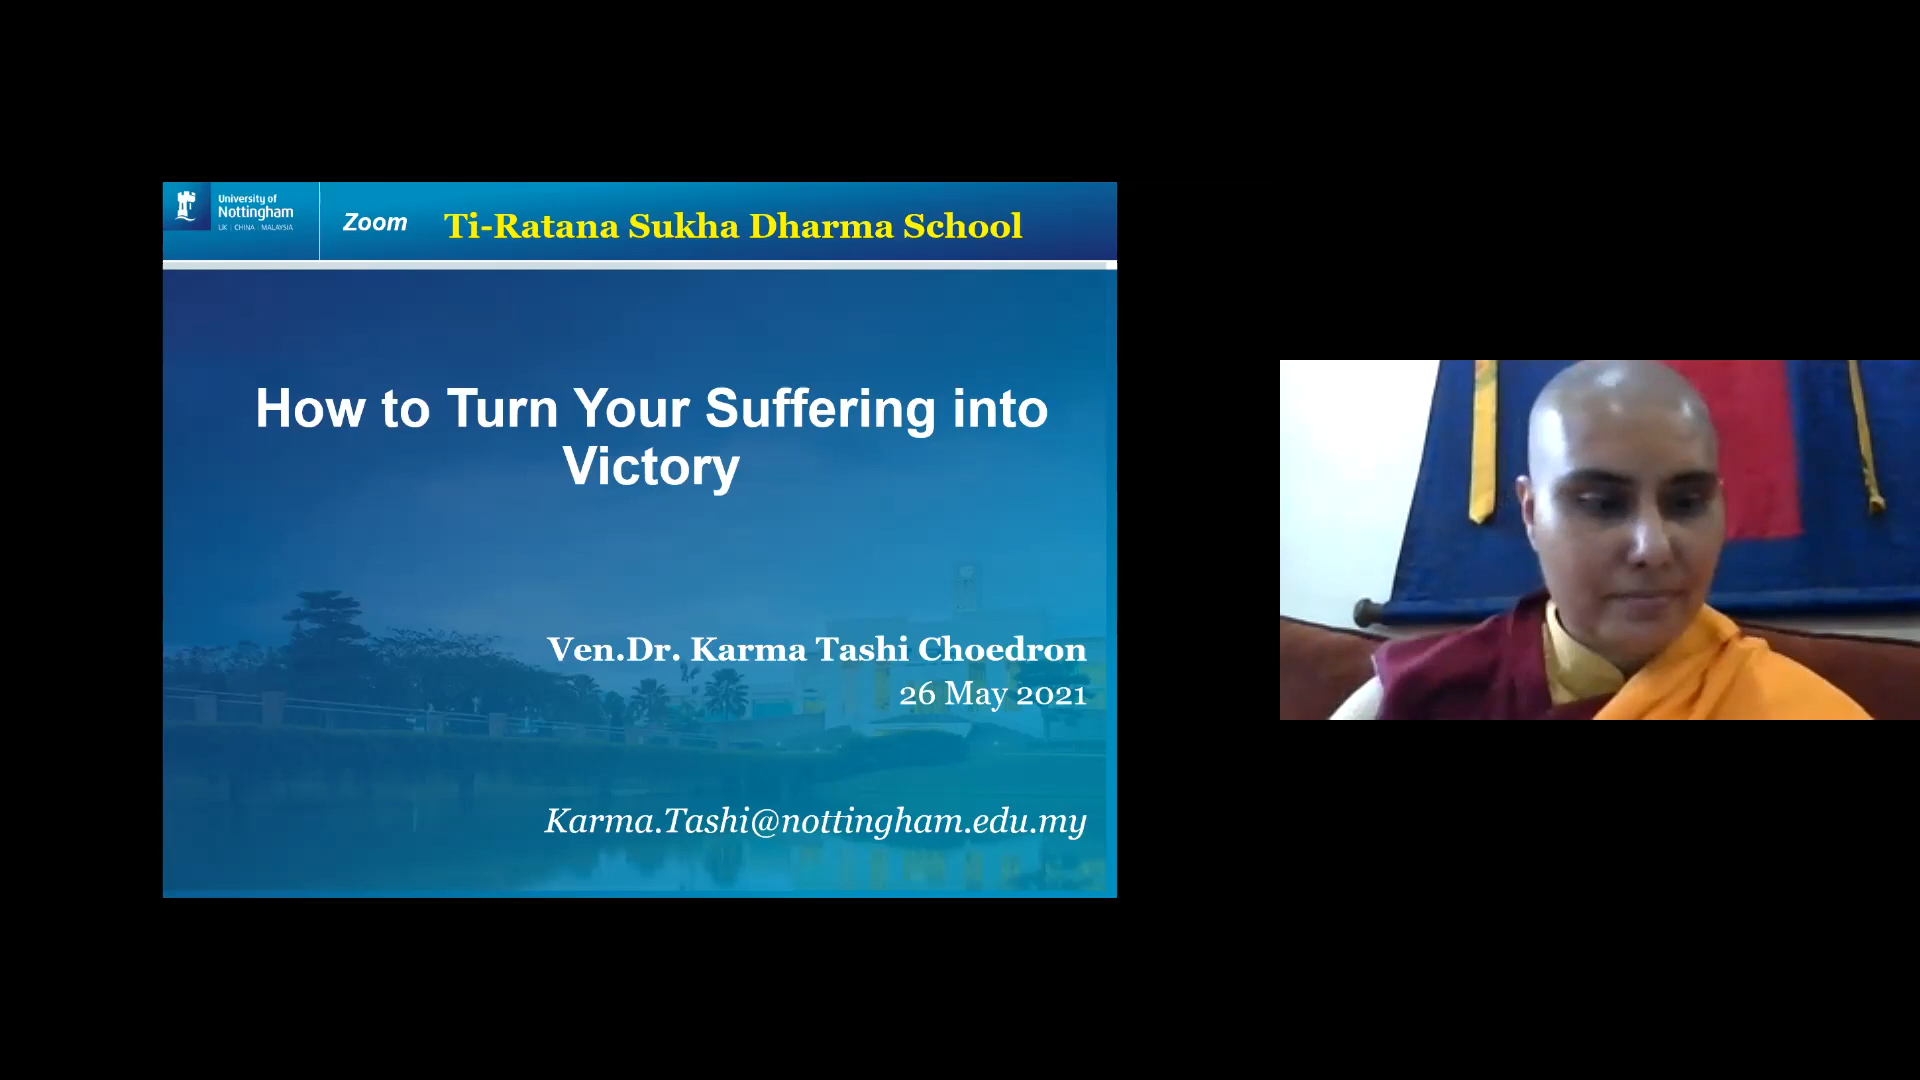 University of
Nottingham
UK | CHINA | MALAYSIA
Zoom
Ti-Ratana Sukha Dharma School
How to Turn Your Suffering into
Victory
Ven.Dr. Karma Tashi Choedron
26 May 2021
Karma.Tashi@nottingham.edu.my